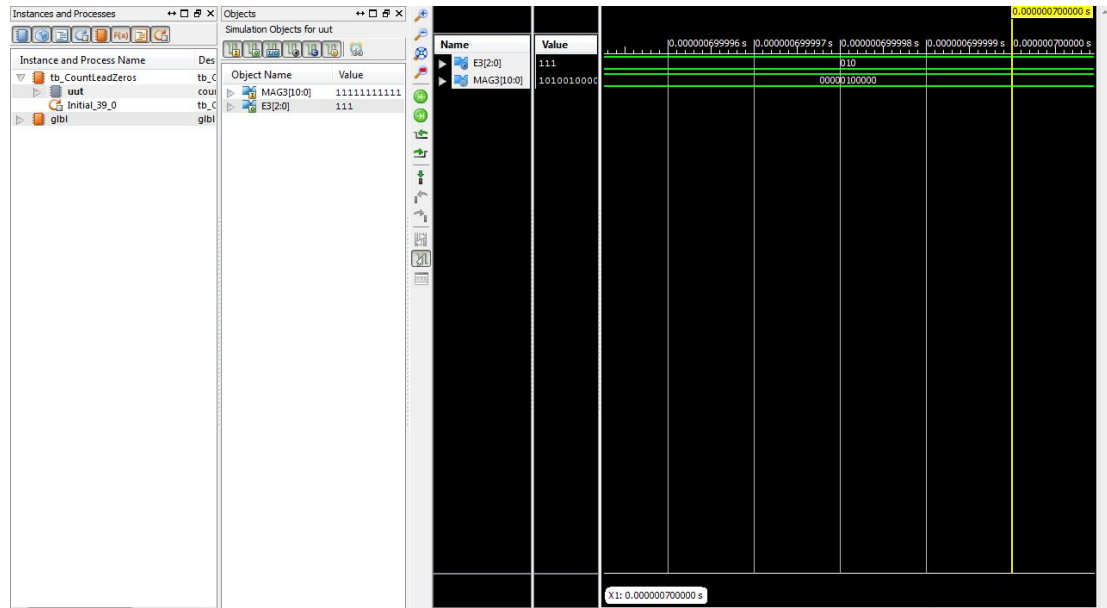 Instances and Processes
F(x)
Instance and Process Name
Des
tb_CountLeadZeros
tb_C
uut
cour
Initial_39_0
tb_C
glbl
glbl
Objects
Simulation Objects for uut
Object Name
Value
MAG3[10:0]
11111111111
E3[2:0]
111
Name
Value
E3[2:0]
111
MAG3[10:0]
1010010000
0.000000700000 s
0.000000699996 s
0.000000699997 s
0.000000699998 s
0.000000699999 s
0.000000700000 s
010
00000100000
X1: 0.000000700000 s